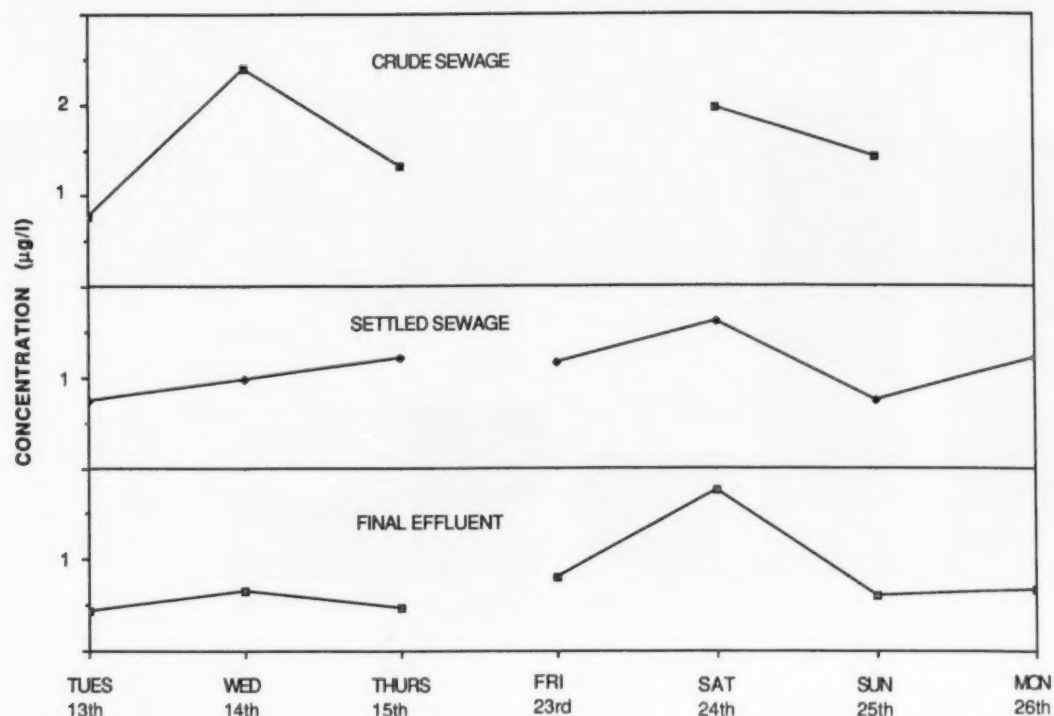 CRUDE SEWAGE
2
1
SETTLED SEWAGE
1
FINAL EFFLUENT
1
CONCENTRATION (µg/l)
TUES WED THURS FRI SAT SUN MON
13th 14th 15th 23rd 24th 25th 26th